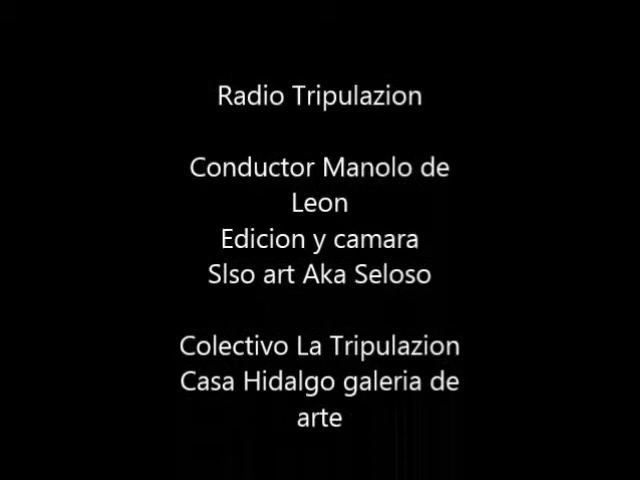 Radio Tripulazion
Conductor Manolo de
Leon
Edicion y camara
Slso art Aka Seloso
Colectivo La Tripulazion
Casa Hidalgo galeria de
arte